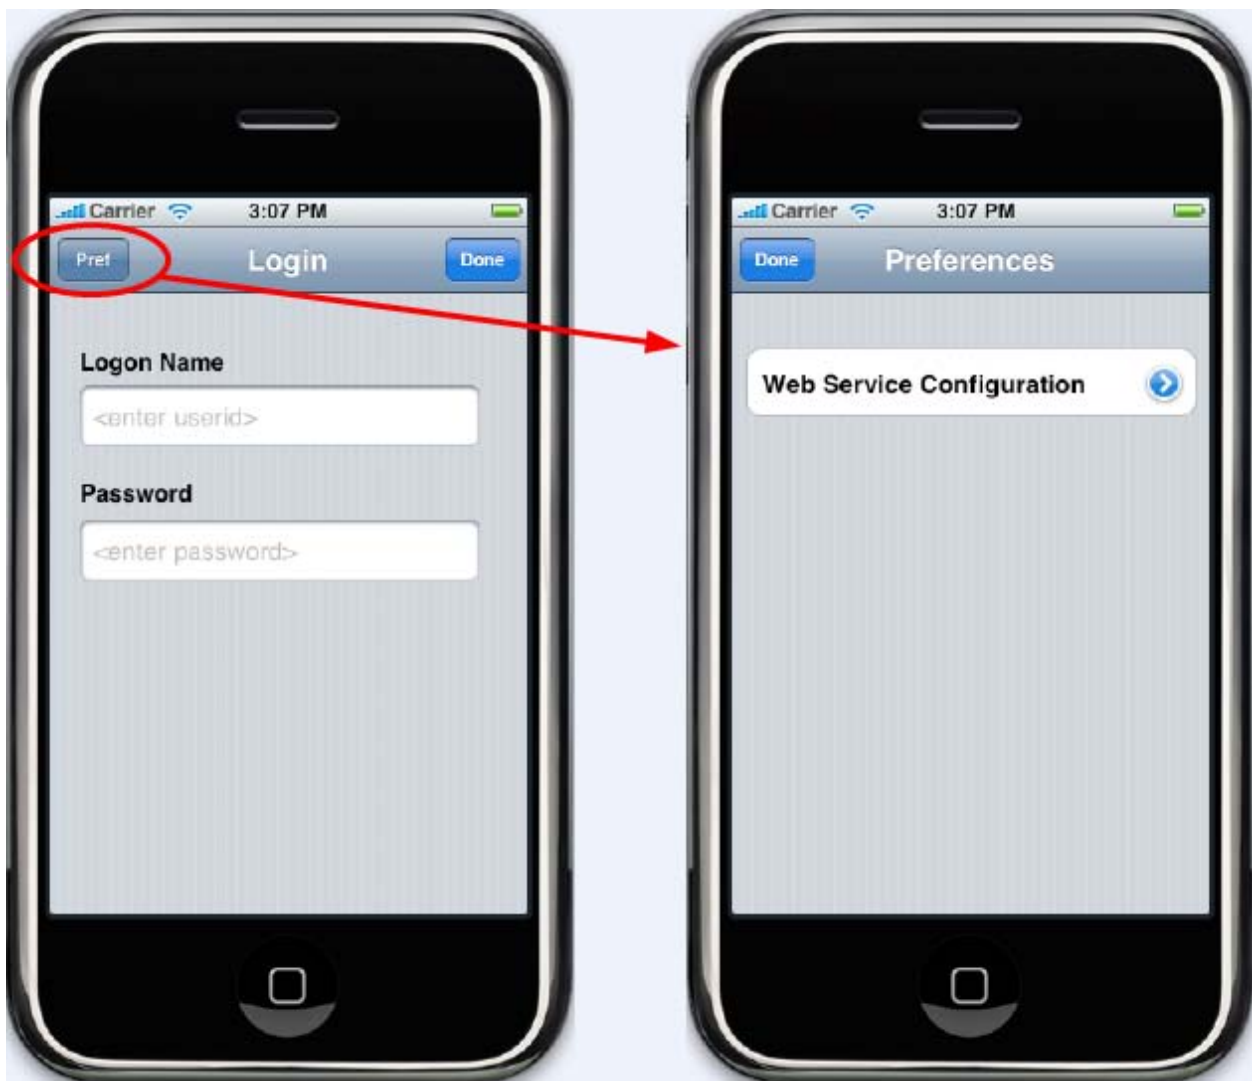 Carrier 3:07 PM
Pref Login Done
Logon Name
<enter userid>
Password
<enter password>
Carrier 3:07 PM
Done Preferences
Web Service Configuration